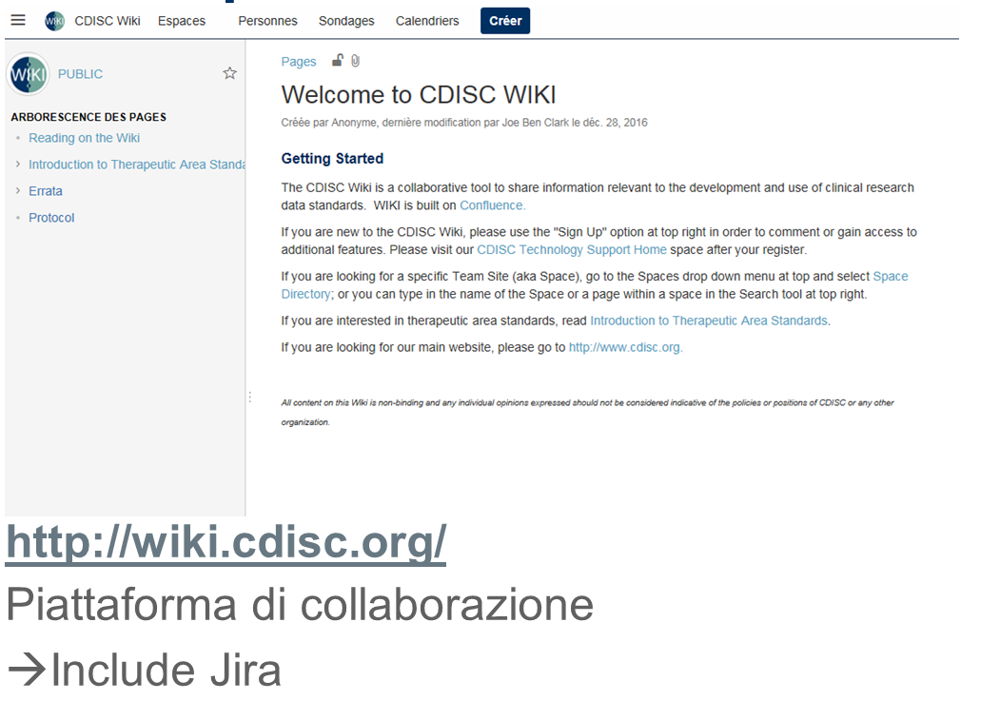 WIKI CDISC Wiki Espaces Personnes Sondages Calendriers Créer
WIKI PUBLIC
ARBORESCENCE DES PAGES
Reading on the Wiki
Introduction to Therapeutic Area Standa
Errata
Protocol
Pages
Welcome to CDISC WIKI
Créée par Anonyme, dernière modification par Joe Ben Clark le déc. 28, 2016
Getting Started
The CDISC Wiki is a collaborative tool to share information relevant to the development and use of clinical research
data standards. WIKI is built on Confluence.
If you are new to the CDISC Wiki, please use the "Sign Up" option at top right in order to comment or gain access to
additional features. Please visit our CDISC Technology Support Home space after your register.
If you are looking for a specific Team Site (aka Space), go to the Spaces drop down menu at top and select Space
Directory; or you can type in the name of the Space or a page within a space in the Search tool at top right.
If you are interested in therapeutic area standards, read Introduction to Therapeutic Area Standards.
If you are looking for our main website, please go to http://www.cdisc.org.
All content on this Wiki is non-binding and any individual opinions expressed should not be considered indicative of the policies or positions of CDISC or any other
organization.
http://wiki.cdisc.org/
Piattaforma di collaborazione
→Include Jira